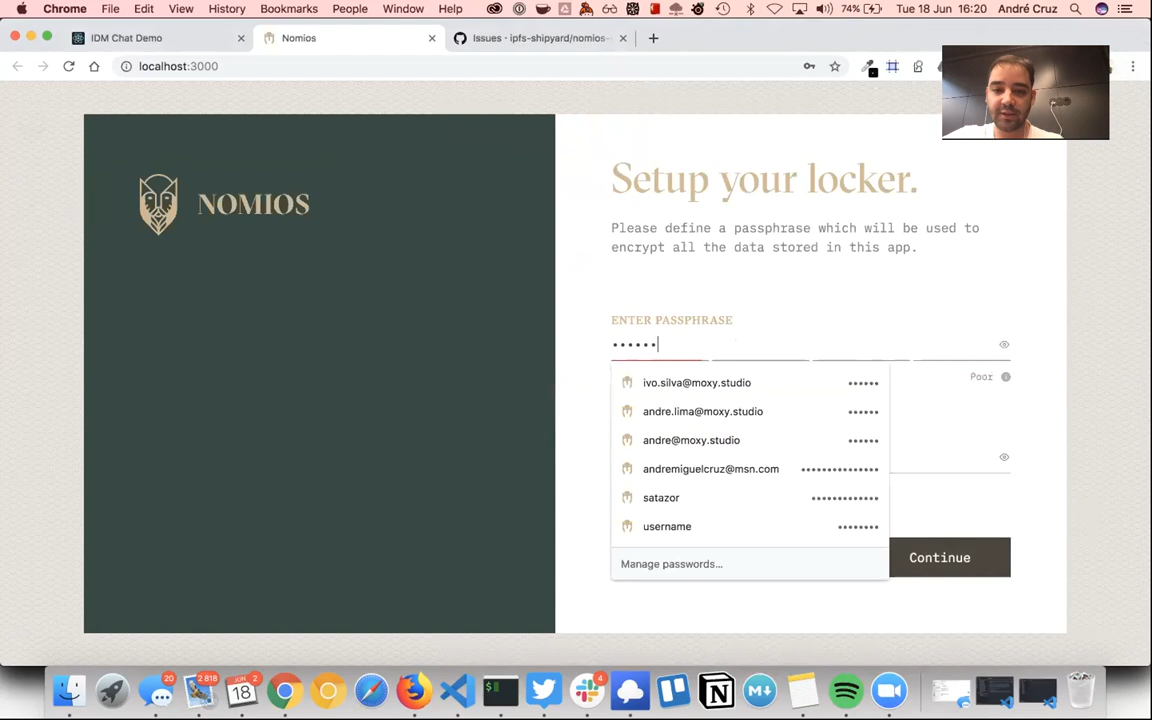 Chrome File Edit View History Bookmarks People Window Help 74% Tue 18 Jun 16:20 André Cruz
IDM Chat Demo
Nomios
Issues · ipfs-shipyard/nomios-
localhost:3000
NOMIOS
Setup your locker.
Please define a passphrase which will be used to
encrypt all the data stored in this app.
ENTER PASSPHRASE
••••••
Poor
ivo.silva@moxy.studio ••••••
andre.lima@moxy.studio ••••••
andre@moxy.studio ••••••
andremiguelcruz@msn.com •••••••••••••••
satazor •••••••••••••
username ••••••••
Manage passwords...
Continue
20
2 818
2
18
4